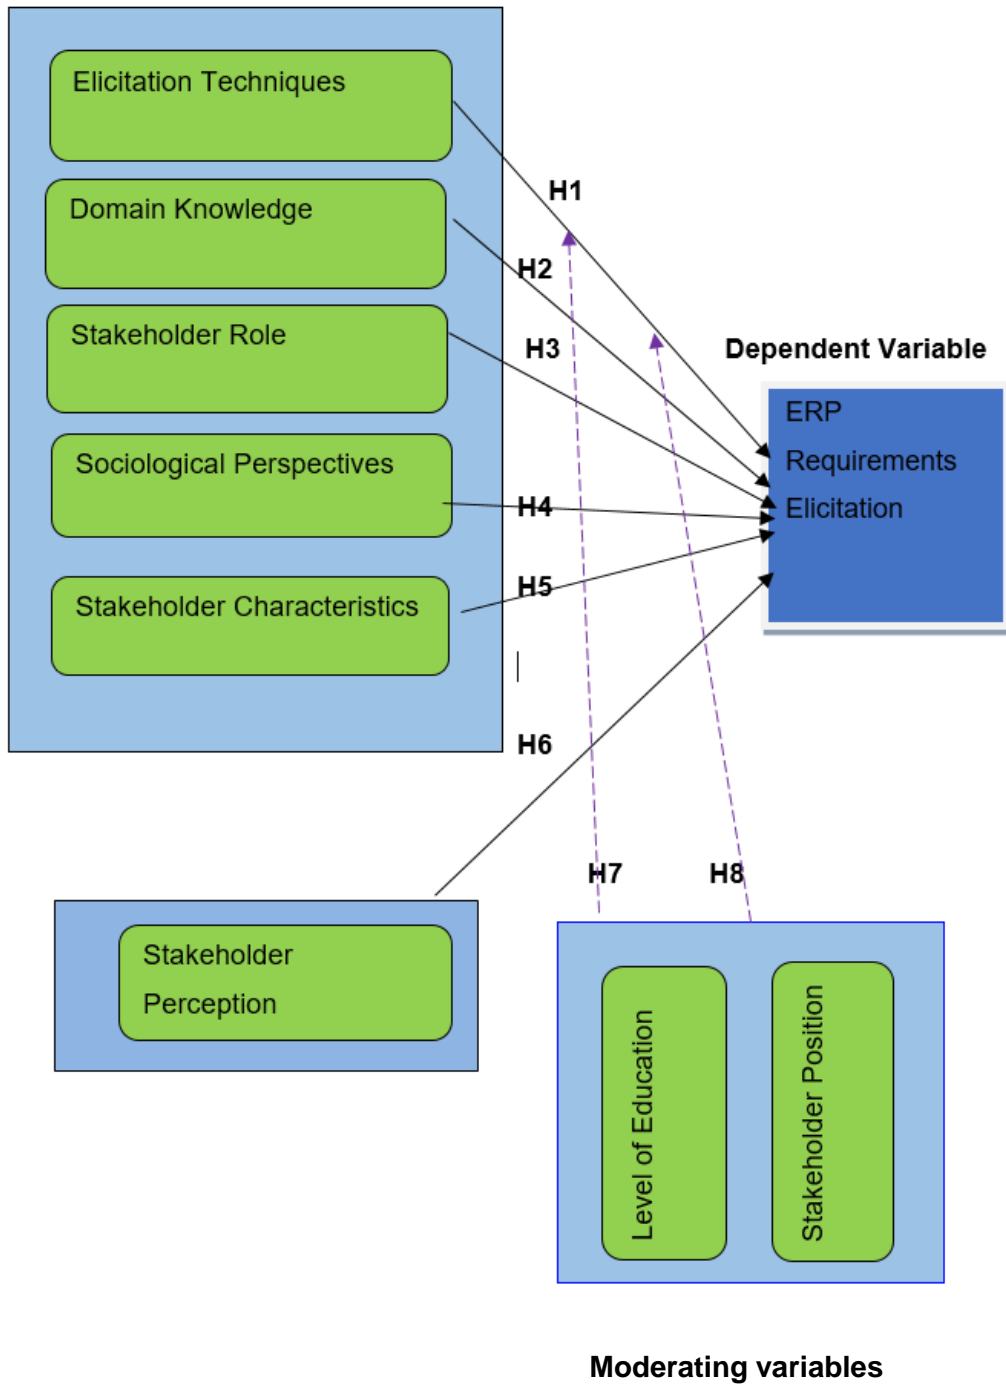 Elicitation Techniques
Domain Knowledge
Stakeholder Role
Sociological Perspectives
Stakeholder Characteristics
H1
H2
H3
H4
H5
H6
Dependent Variable
ERP
Requirements
Elicitation
Stakeholder
Perception
H7
H8
Level of Education
Stakeholder Position
Moderating variables